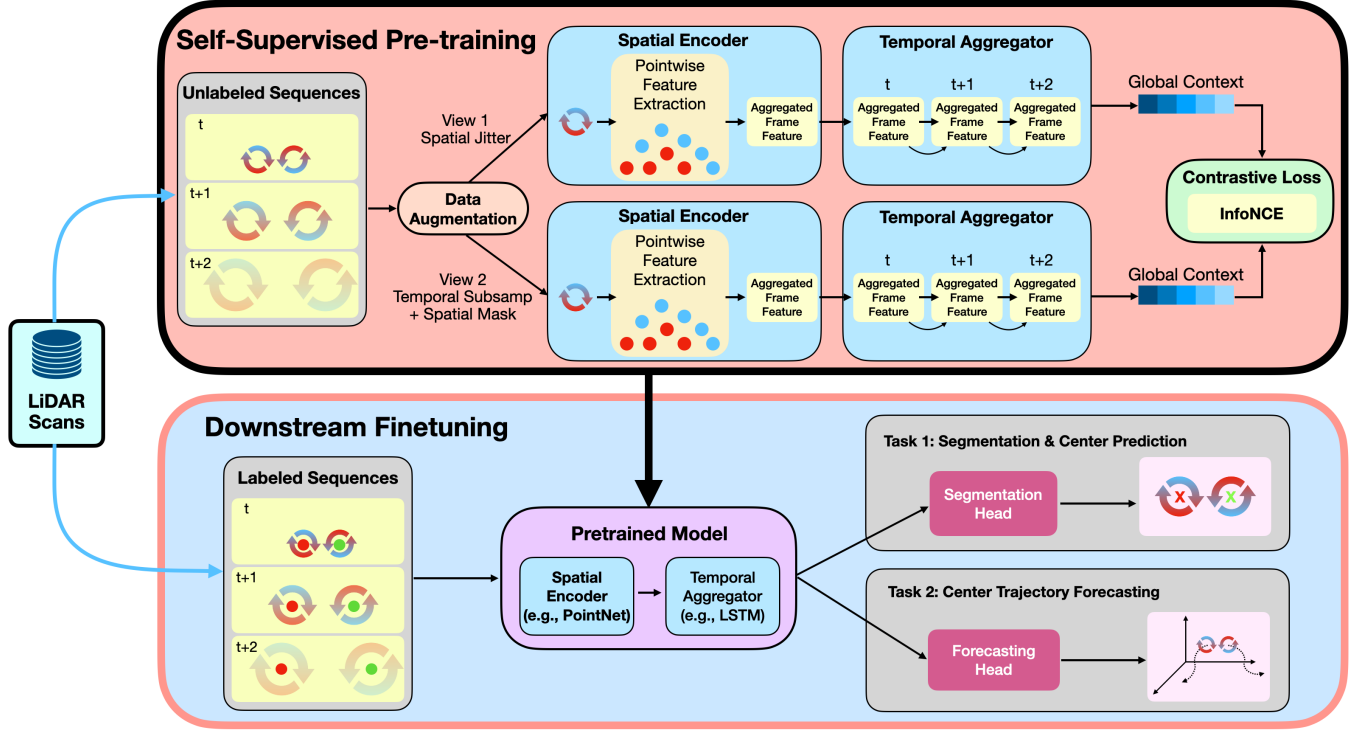 Self-Supervised Pre-training
Unlabeled Sequences
t
t+1
t+2
Data
Augmentation
View 1
Spatial Jitter
View 2
Temporal Subsamp
+ Spatial Mask
Spatial Encoder
Pointwise
Feature
Extraction
Aggregated
Frame
Feature
Temporal Aggregator
t
t+1
t+2
Aggregated
Frame
Feature
Aggregated
Frame
Feature
Aggregated
Frame
Feature
Global Context
Spatial Encoder
Pointwise
Feature
Extraction
Aggregated
Frame
Feature
Temporal Aggregator
t
t+1
t+2
Aggregated
Frame
Feature
Aggregated
Frame
Feature
Aggregated
Frame
Feature
Global Context
Contrastive Loss
InfoNCE
LiDAR
Scans
Downstream Finetuning
Labeled Sequences
t
t+1
t+2
Pretrained Model
Spatial
Encoder
(e.g., PointNet)
Temporal
Aggregator
(e.g., LSTM)
Task 1: Segmentation & Center Prediction
Segmentation
Head
X
X
Task 2: Center Trajectory Forecasting
Forecasting
Head